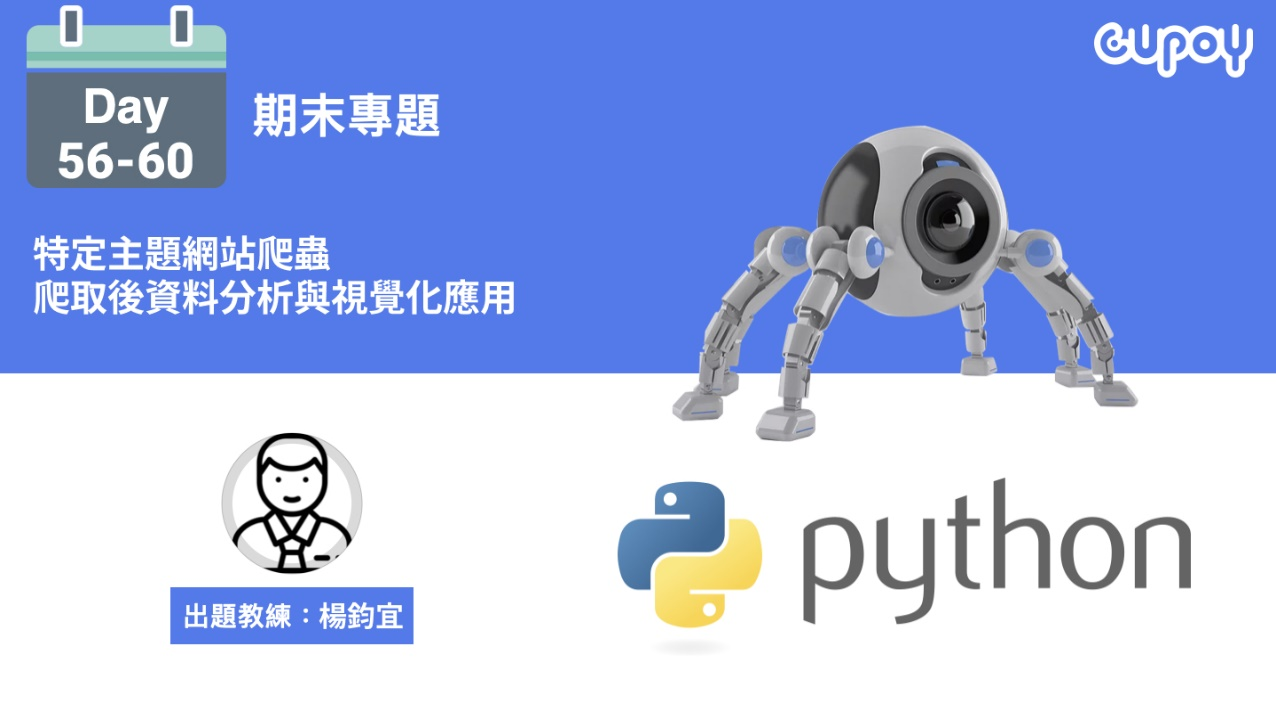 Day
56-60
期末專題
cupoy
特定主題網站爬蟲
爬取後資料分析與視覺化應用
出題教練：楊鈞宜
python